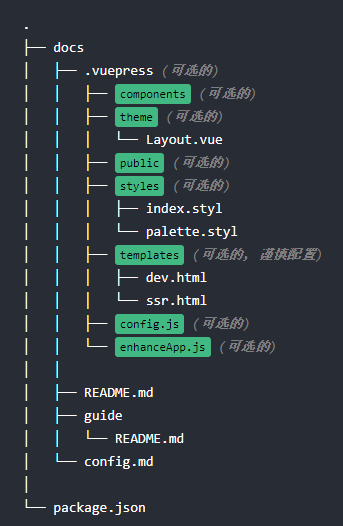 .
├── docs
│   ├── .vuepress (可选的)
│   │   ├── components (可选的)
│   │   ├── theme (可选的)
│   │   │   └── Layout.vue
│   │   ├── public (可选的)
│   │   ├── styles (可选的)
│   │   │   ├── index.styl
│   │   │   └── palette.styl
│   │   ├── templates (可选的, 谨慎配置)
│   │   │   ├── dev.html
│   │   │   └── ssr.html
│   │   ├── config.js (可选的)
│   │   └── enhanceApp.js (可选的)
│   │
│   ├── README.md
│   ├── guide
│   │   └── README.md
│   └── config.md
│
└── package.json